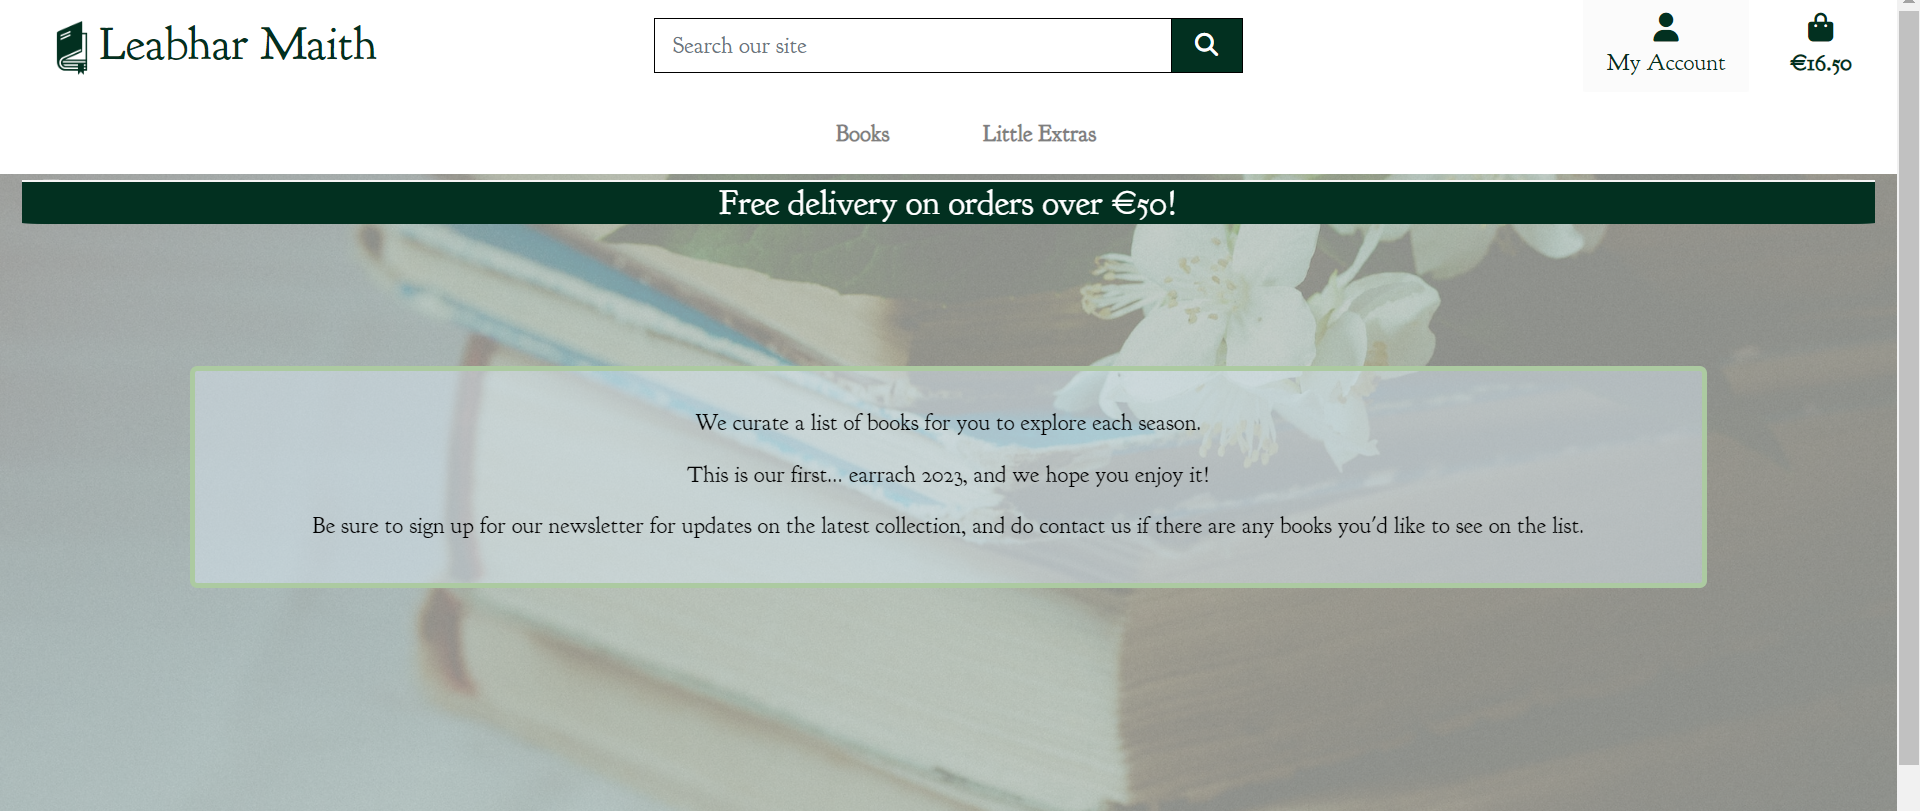 Leabhar Maith
Search our site
My Account
€16.50
Books
Little Extras
Free delivery on orders over €50!
We curate a list of books for you to explore each season.
This is our first... earrach 2023, and we hope you enjoy it!
Be sure to sign up for our newsletter for updates on the latest collection, and do contact us if there are any books you'd like to see on the list.